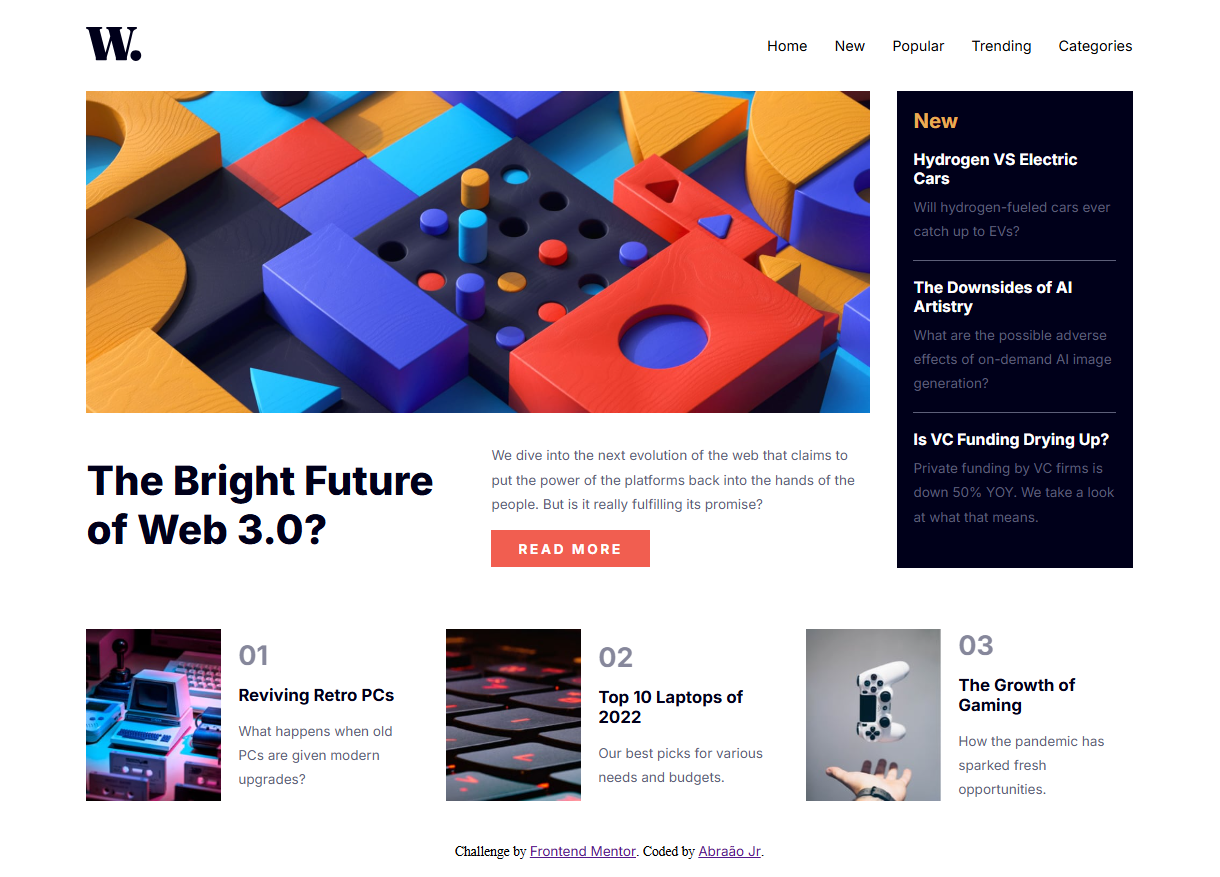 W.
Home New Popular Trending Categories
New
Hydrogen VS Electric
Cars
Will hydrogen-fueled cars ever
catch up to EVs?
The Downsides of AI
Artistry
What are the possible adverse
effects of on-demand AI image
generation?
Is VC Funding Drying Up?
Private funding by VC firms is
down 50% YOY. We take a look
at what that means.
The Bright Future
of Web 3.0?
We dive into the next evolution of the web that claims to
put the power of the platforms back into the hands of the
people. But is it really fulfilling its promise?
READ MORE
01
Reviving Retro PCs
What happens when old
PCs are given modern
upgrades?
02
Top 10 Laptops of
2022
Our best picks for various
needs and budgets.
03
The Growth of
Gaming
How the pandemic has
sparked fresh
opportunities.
Challenge by Frontend Mentor. Coded by Abraão Jr.